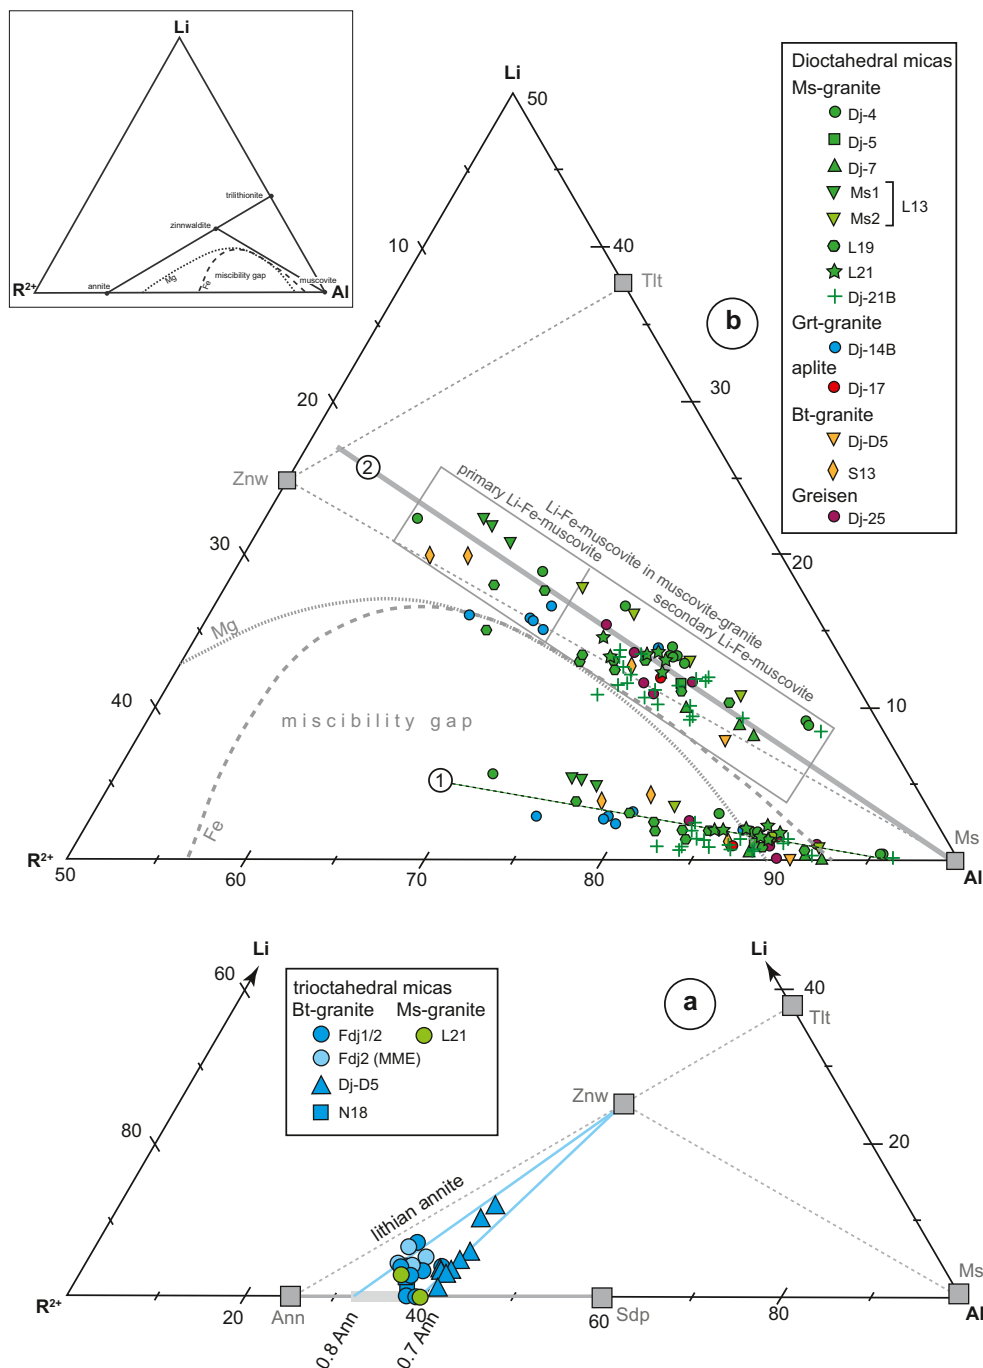 Li
trilithionite
zinnwaldite
Mg
Fe
miscibility gap
muscovite
annite
R2+
Al
Li
50
10
40
Tlt
b
20
30
Znw
2
primary Li-Fe-muscovite
Li-Fe-muscovite in muscovite-granite
secondary Li-Fe-muscovite
30
20
Mg
40
10
miscibility gap
1
Fe
Ms
R2+
Al
50
60
70
80
90
Dioctahedral micas
Ms-granite
Dj-4
Dj-5
Dj-7
Ms1
Ms2
L13
L19
L21
Dj-21B
Grt-granite
Dj-14B
aplite
Dj-17
Bt-granite
Dj-D5
S13
Greisen
Dj-25
Li
Li
60
40
Tlt
a
trioctahedral micas
Bt-granite
Ms-granite
Fdj1/2
L21
Fdj2 (MME)
Dj-D5
N18
Znw
80
20
lithian annite
Ms
R2+
Al
20
Ann
40
60
Sdp
80
0.8 Ann
0.7 Ann